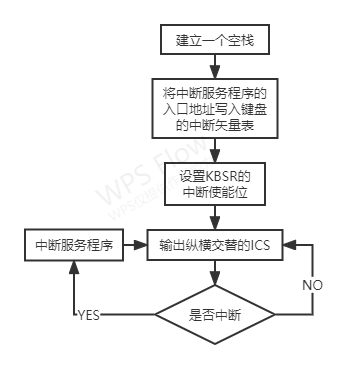 建立一个空栈
将中断服务程序的
入口地址写入键盘
的中断矢量表
设置KBSR的
中断使能位
中断服务程序
输出纵横交替的ICS
NO
YES
是否中断
WPS Flow